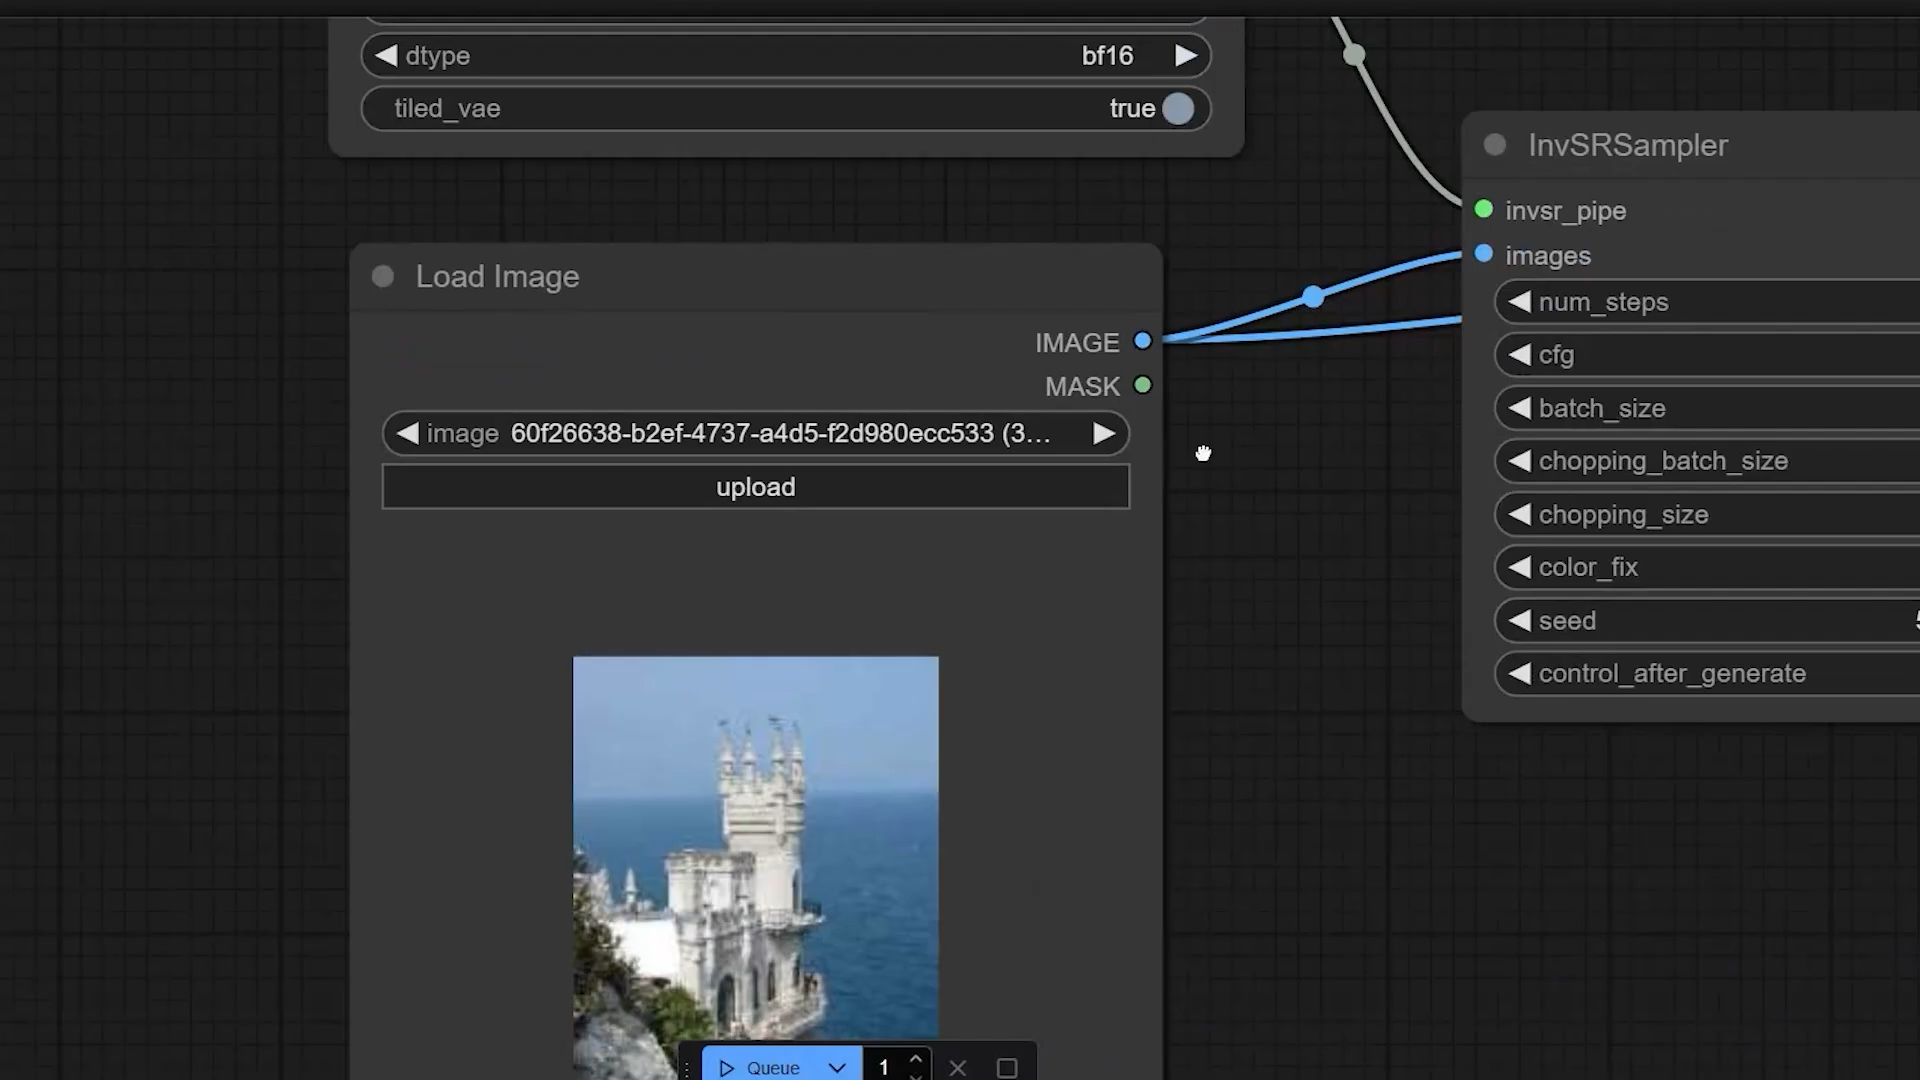 dtype bf16
tiled_vae true
InvSRSampler
invsr_pipe
images
num_steps
cfg
batch_size
chopping_batch_size
chopping_size
color_fix
seed
control_after_generate
Load Image
IMAGE
MASK
image 60f26638-b2ef-4737-a4d5-f2d980ecc533 (3...
upload
Queue 1